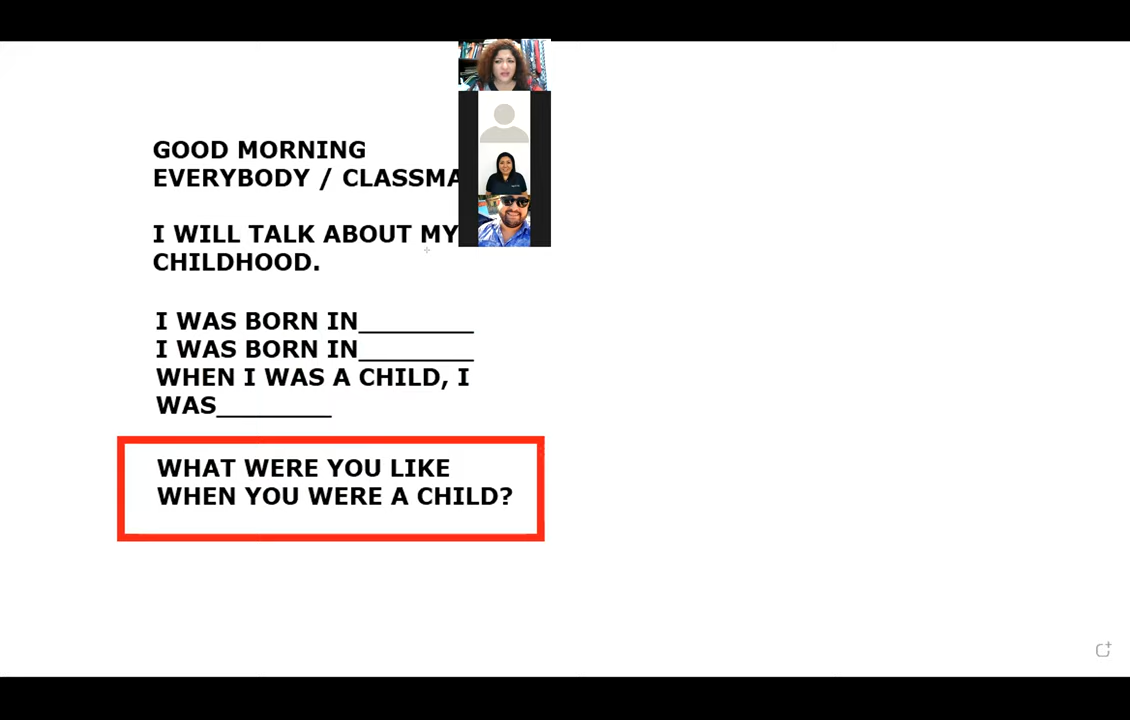 GOOD MORNING
EVERYBODY / CLASSMA
I WILL TALK ABOUT MY
CHILDHOOD.
I WAS BORN IN________
I WAS BORN IN________
WHEN I WAS A CHILD, I
WAS________
WHAT WERE YOU LIKE
WHEN YOU WERE A CHILD?